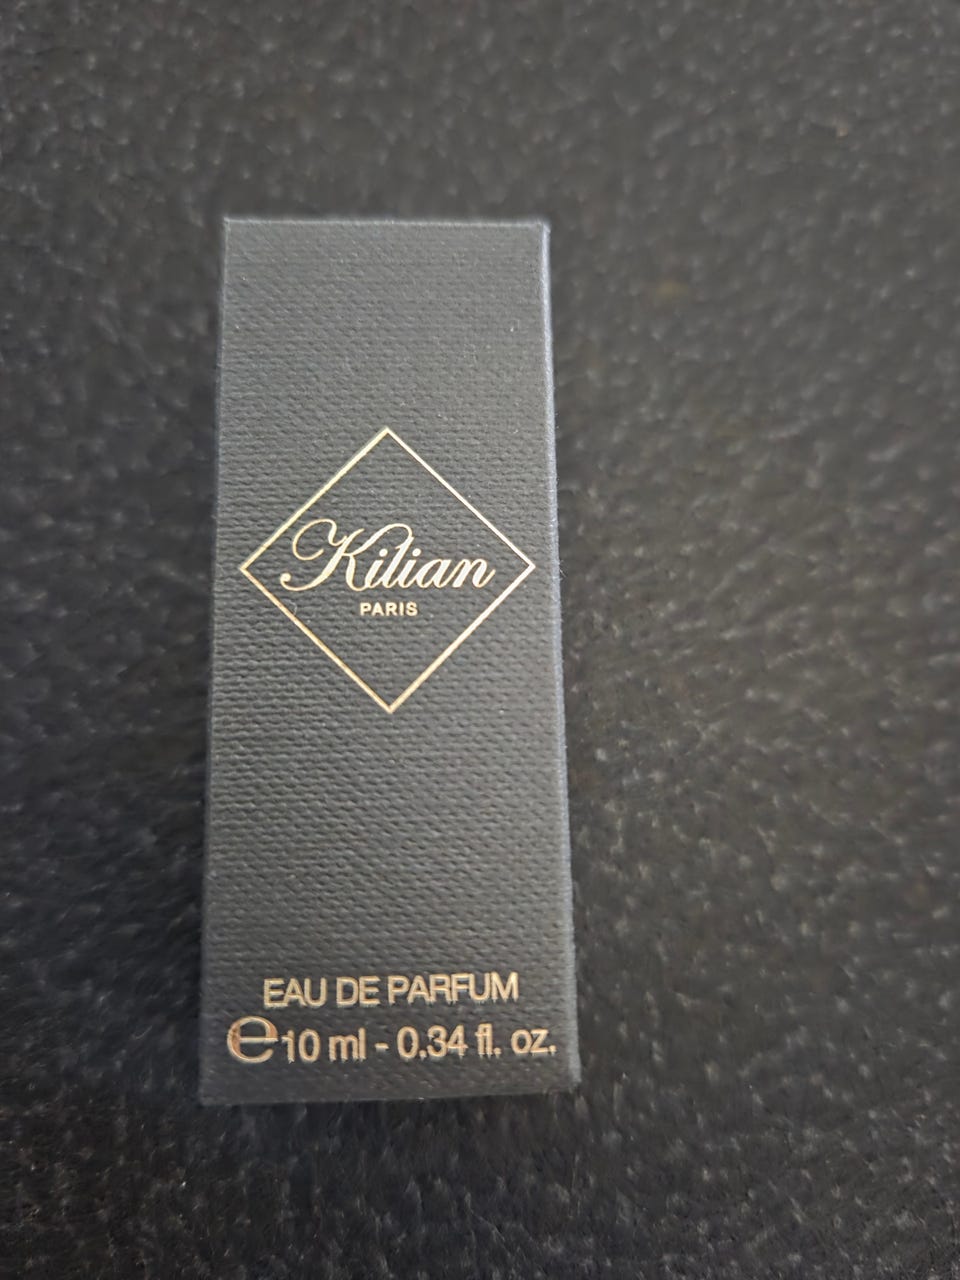 Kilian
PARIS
EAU DE PARFUM
℮10 ml - 0.34 fl. oz.